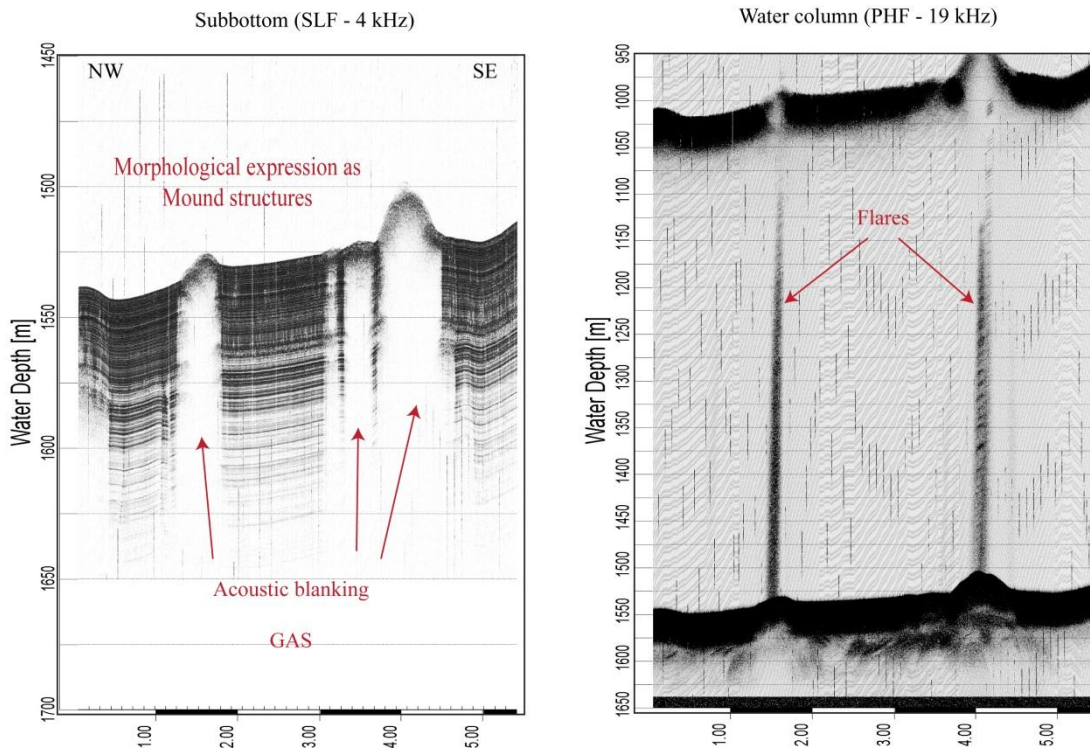 Subbottom (SLF - 4 kHz)
NW
SE
Morphological expression as
Mound structures
Acoustic blanking
GAS
Water Depth [m]
1450
1500
1550
1600
1650
1700
1.00
2.00
3.00
4.00
5.00
Water column (PHF - 19 kHz)
Flares
Water Depth [m]
950
1000
1050
1100
1150
1200
1250
1300
1350
1400
1450
1500
1550
1600
1650
1.00
2.00
3.00
4.00
5.00